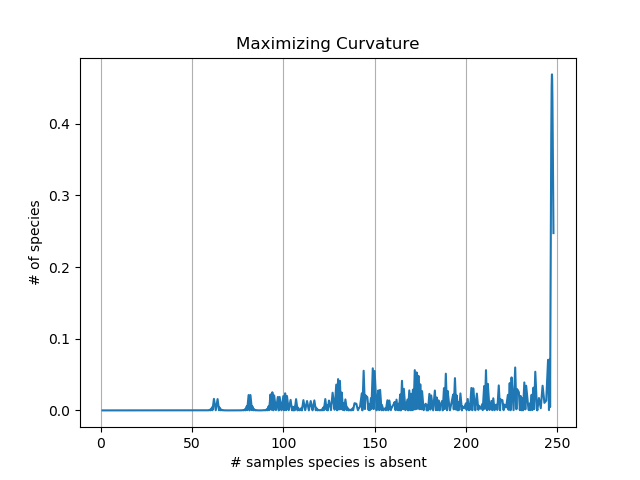 Maximizing Curvature
# of species
0.4
0.3
0.2
0.1
0.0
0 50 100 150 200 250
# samples species is absent